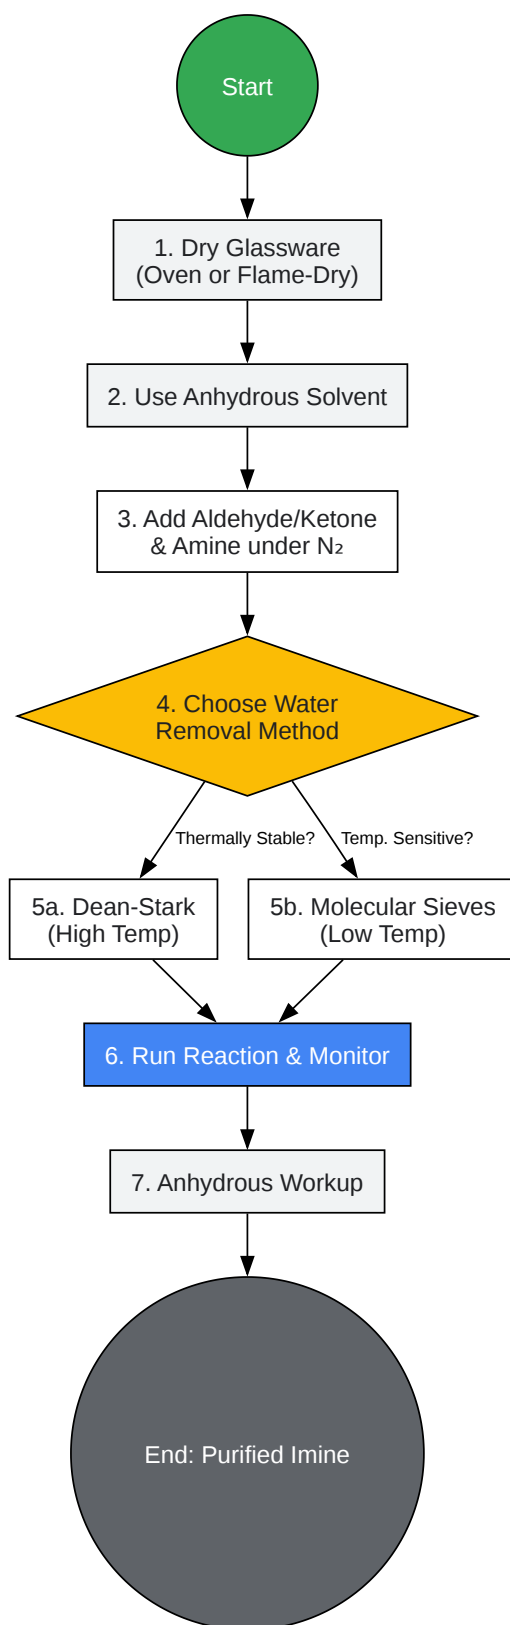 Start
1. Dry Glassware
(Oven or Flame-Dry)
2. Use Anhydrous Solvent
3. Add Aldehyde/Ketone
& Amine under N₂
4. Choose Water
Removal Method
Thermally Stable?
Temp. Sensitive?
5a. Dean-Stark
(High Temp)
5b. Molecular Sieves
(Low Temp)
6. Run Reaction & Monitor
7. Anhydrous Workup
End: Purified Imine